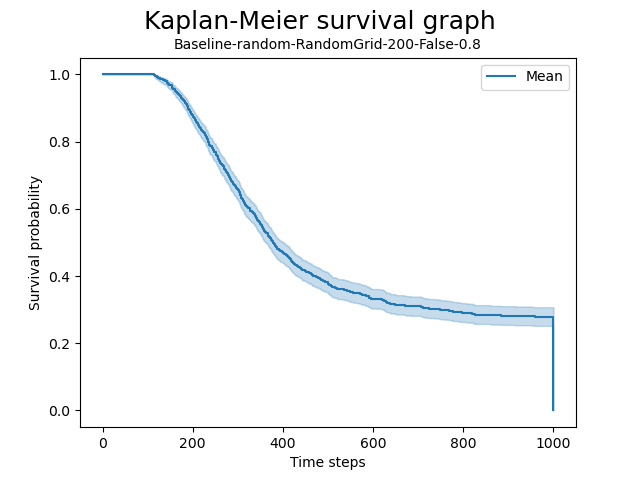 Kaplan-Meier survival graph
Baseline-random-RandomGrid-200-False-0.8
Mean
1.0
0.8
0.6
0.4
0.2
0.0
Survival probability
0 200 400 600 800 1000
Time steps